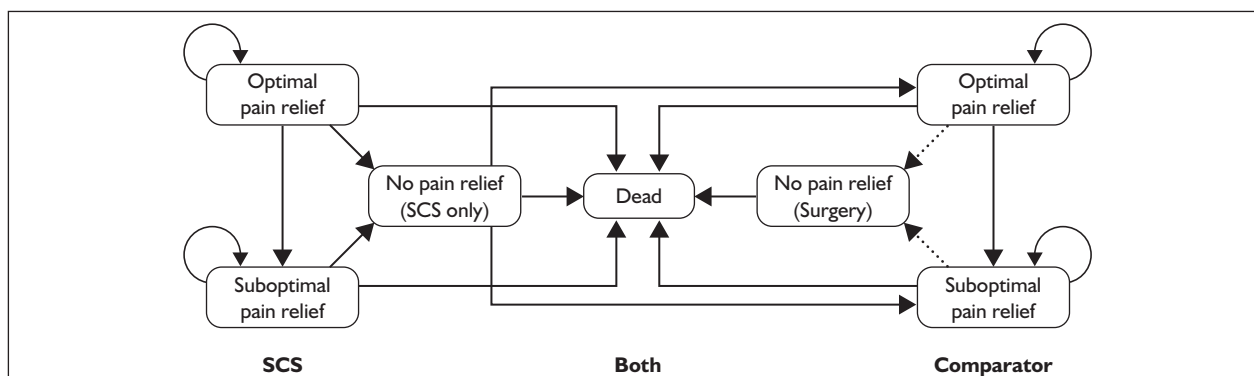 Optimal
pain relief
Optimal
pain relief
No pain relief
(SCS only)
Dead
No pain relief
(Surgery)
Suboptimal
pain relief
Suboptimal
pain relief
SCS
Both
Comparator